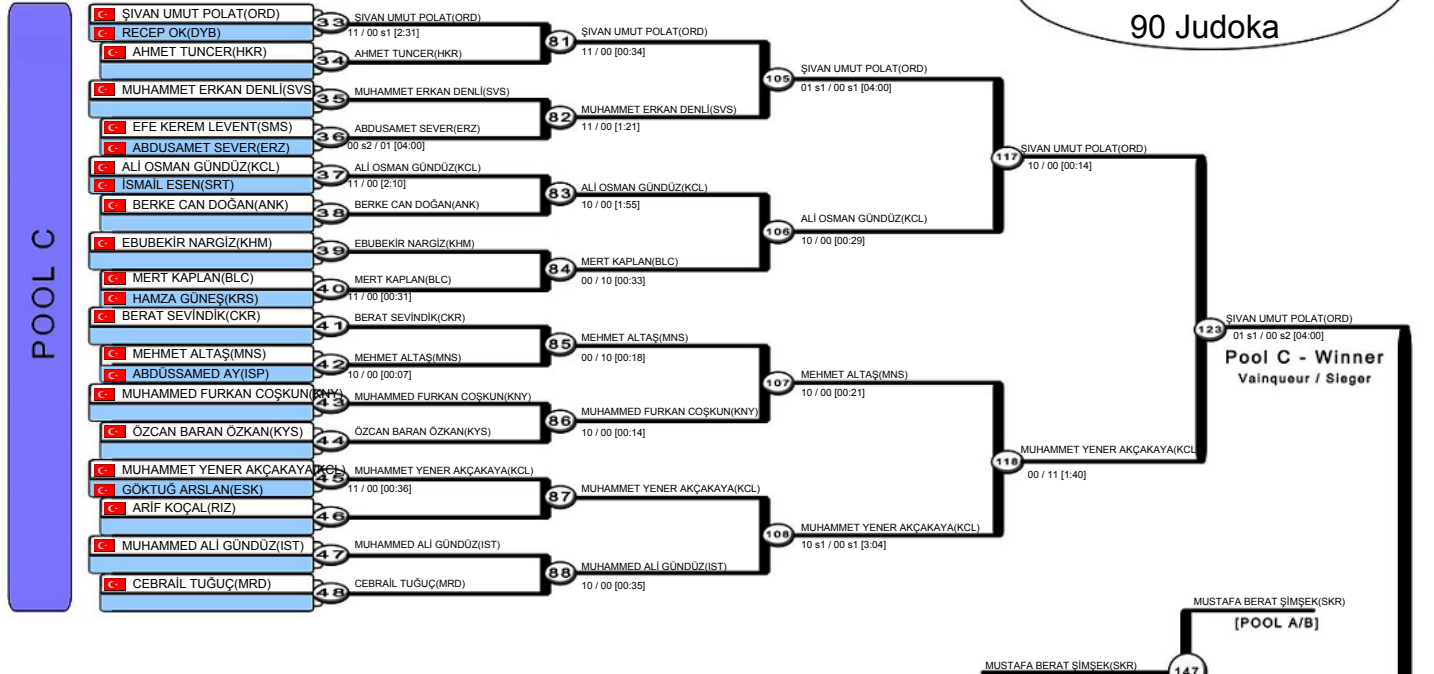 90 Judoka
POOL C
ŞIVAN UMUT POLAT(ORD)
RECEP OK(DYB)
AHMET TUNCER(HKR)
MUHAMMET ERKAN DENLİ(SVS)
EFE KEREM LEVENT(SMS)
ABDUSAMET SEVER(ERZ)
ALİ OSMAN GÜNDÜZ(KCL)
İSMAİL ESEN(SRT)
BERKE CAN DOĞAN(ANK)
EBUBEKİR NARGİZ(KHM)
MERT KAPLAN(BLC)
HAMZA GÜNEŞ(KRS)
BERAT SEVİNDİK(CKR)
MEHMET ALTAŞ(MNS)
ABDÜSSAMED AY(ISP)
MUHAMMED FURKAN COŞKUN(KNY)
ÖZCAN BARAN ÖZKAN(KYS)
MUHAMMET YENER AKÇAKAYA(KCL)
GÖKTUĞ ARSLAN(ESK)
ARİF KOÇAL(RIZ)
MUHAMMED ALİ GÜNDÜZ(IST)
CEBRAİL TUĞUÇ(MRD)
33
ŞIVAN UMUT POLAT(ORD)
11 / 00 s1 [2:31]
34
AHMET TUNCER(HKR)
35
MUHAMMET ERKAN DENLİ(SVS)
36
ABDUSAMET SEVER(ERZ)
00 s2 / 01 [04:00]
37
ALİ OSMAN GÜNDÜZ(KCL)
11 / 00 [2:10]
38
BERKE CAN DOĞAN(ANK)
39
EBUBEKİR NARGİZ(KHM)
40
MERT KAPLAN(BLC)
11 / 00 [00:31]
41
BERAT SEVİNDİK(CKR)
42
MEHMET ALTAŞ(MNS)
10 / 00 [00:07]
43
MUHAMMED FURKAN COŞKUN(KNY)
44
ÖZCAN BARAN ÖZKAN(KYS)
45
MUHAMMET YENER AKÇAKAYA(KCL)
11 / 00 [00:36]
46
47
MUHAMMED ALİ GÜNDÜZ(IST)
48
CEBRAİL TUĞUÇ(MRD)
81
ŞIVAN UMUT POLAT(ORD)
11 / 00 [00:34]
82
MUHAMMET ERKAN DENLİ(SVS)
11 / 00 [1:21]
83
ALİ OSMAN GÜNDÜZ(KCL)
10 / 00 [1:55]
84
MERT KAPLAN(BLC)
00 / 10 [00:33]
85
MEHMET ALTAŞ(MNS)
00 / 10 [00:18]
86
MUHAMMED FURKAN COŞKUN(KNY)
10 / 00 [00:14]
87
MUHAMMET YENER AKÇAKAYA(KCL)
88
MUHAMMED ALİ GÜNDÜZ(IST)
10 / 00 [00:35]
105
ŞIVAN UMUT POLAT(ORD)
01 s1 / 00 s1 [04:00]
106
ALİ OSMAN GÜNDÜZ(KCL)
10 / 00 [00:29]
107
MEHMET ALTAŞ(MNS)
10 / 00 [00:21]
108
MUHAMMET YENER AKÇAKAYA(KCL)
10 s1 / 00 s1 [3:04]
117
ŞIVAN UMUT POLAT(ORD)
10 / 00 [00:14]
118
MUHAMMET YENER AKÇAKAYA(KCL
00 / 11 [1:40]
123
ŞIVAN UMUT POLAT(ORD)
01 s1 / 00 s2 [04:00]
Pool C - Winner
Vainqueur / Sieger
MUSTAFA BERAT ŞİMŞEK(SKR)
[POOL A/B]
MUSTAFA BERAT ŞİMŞEK(SKR)
147